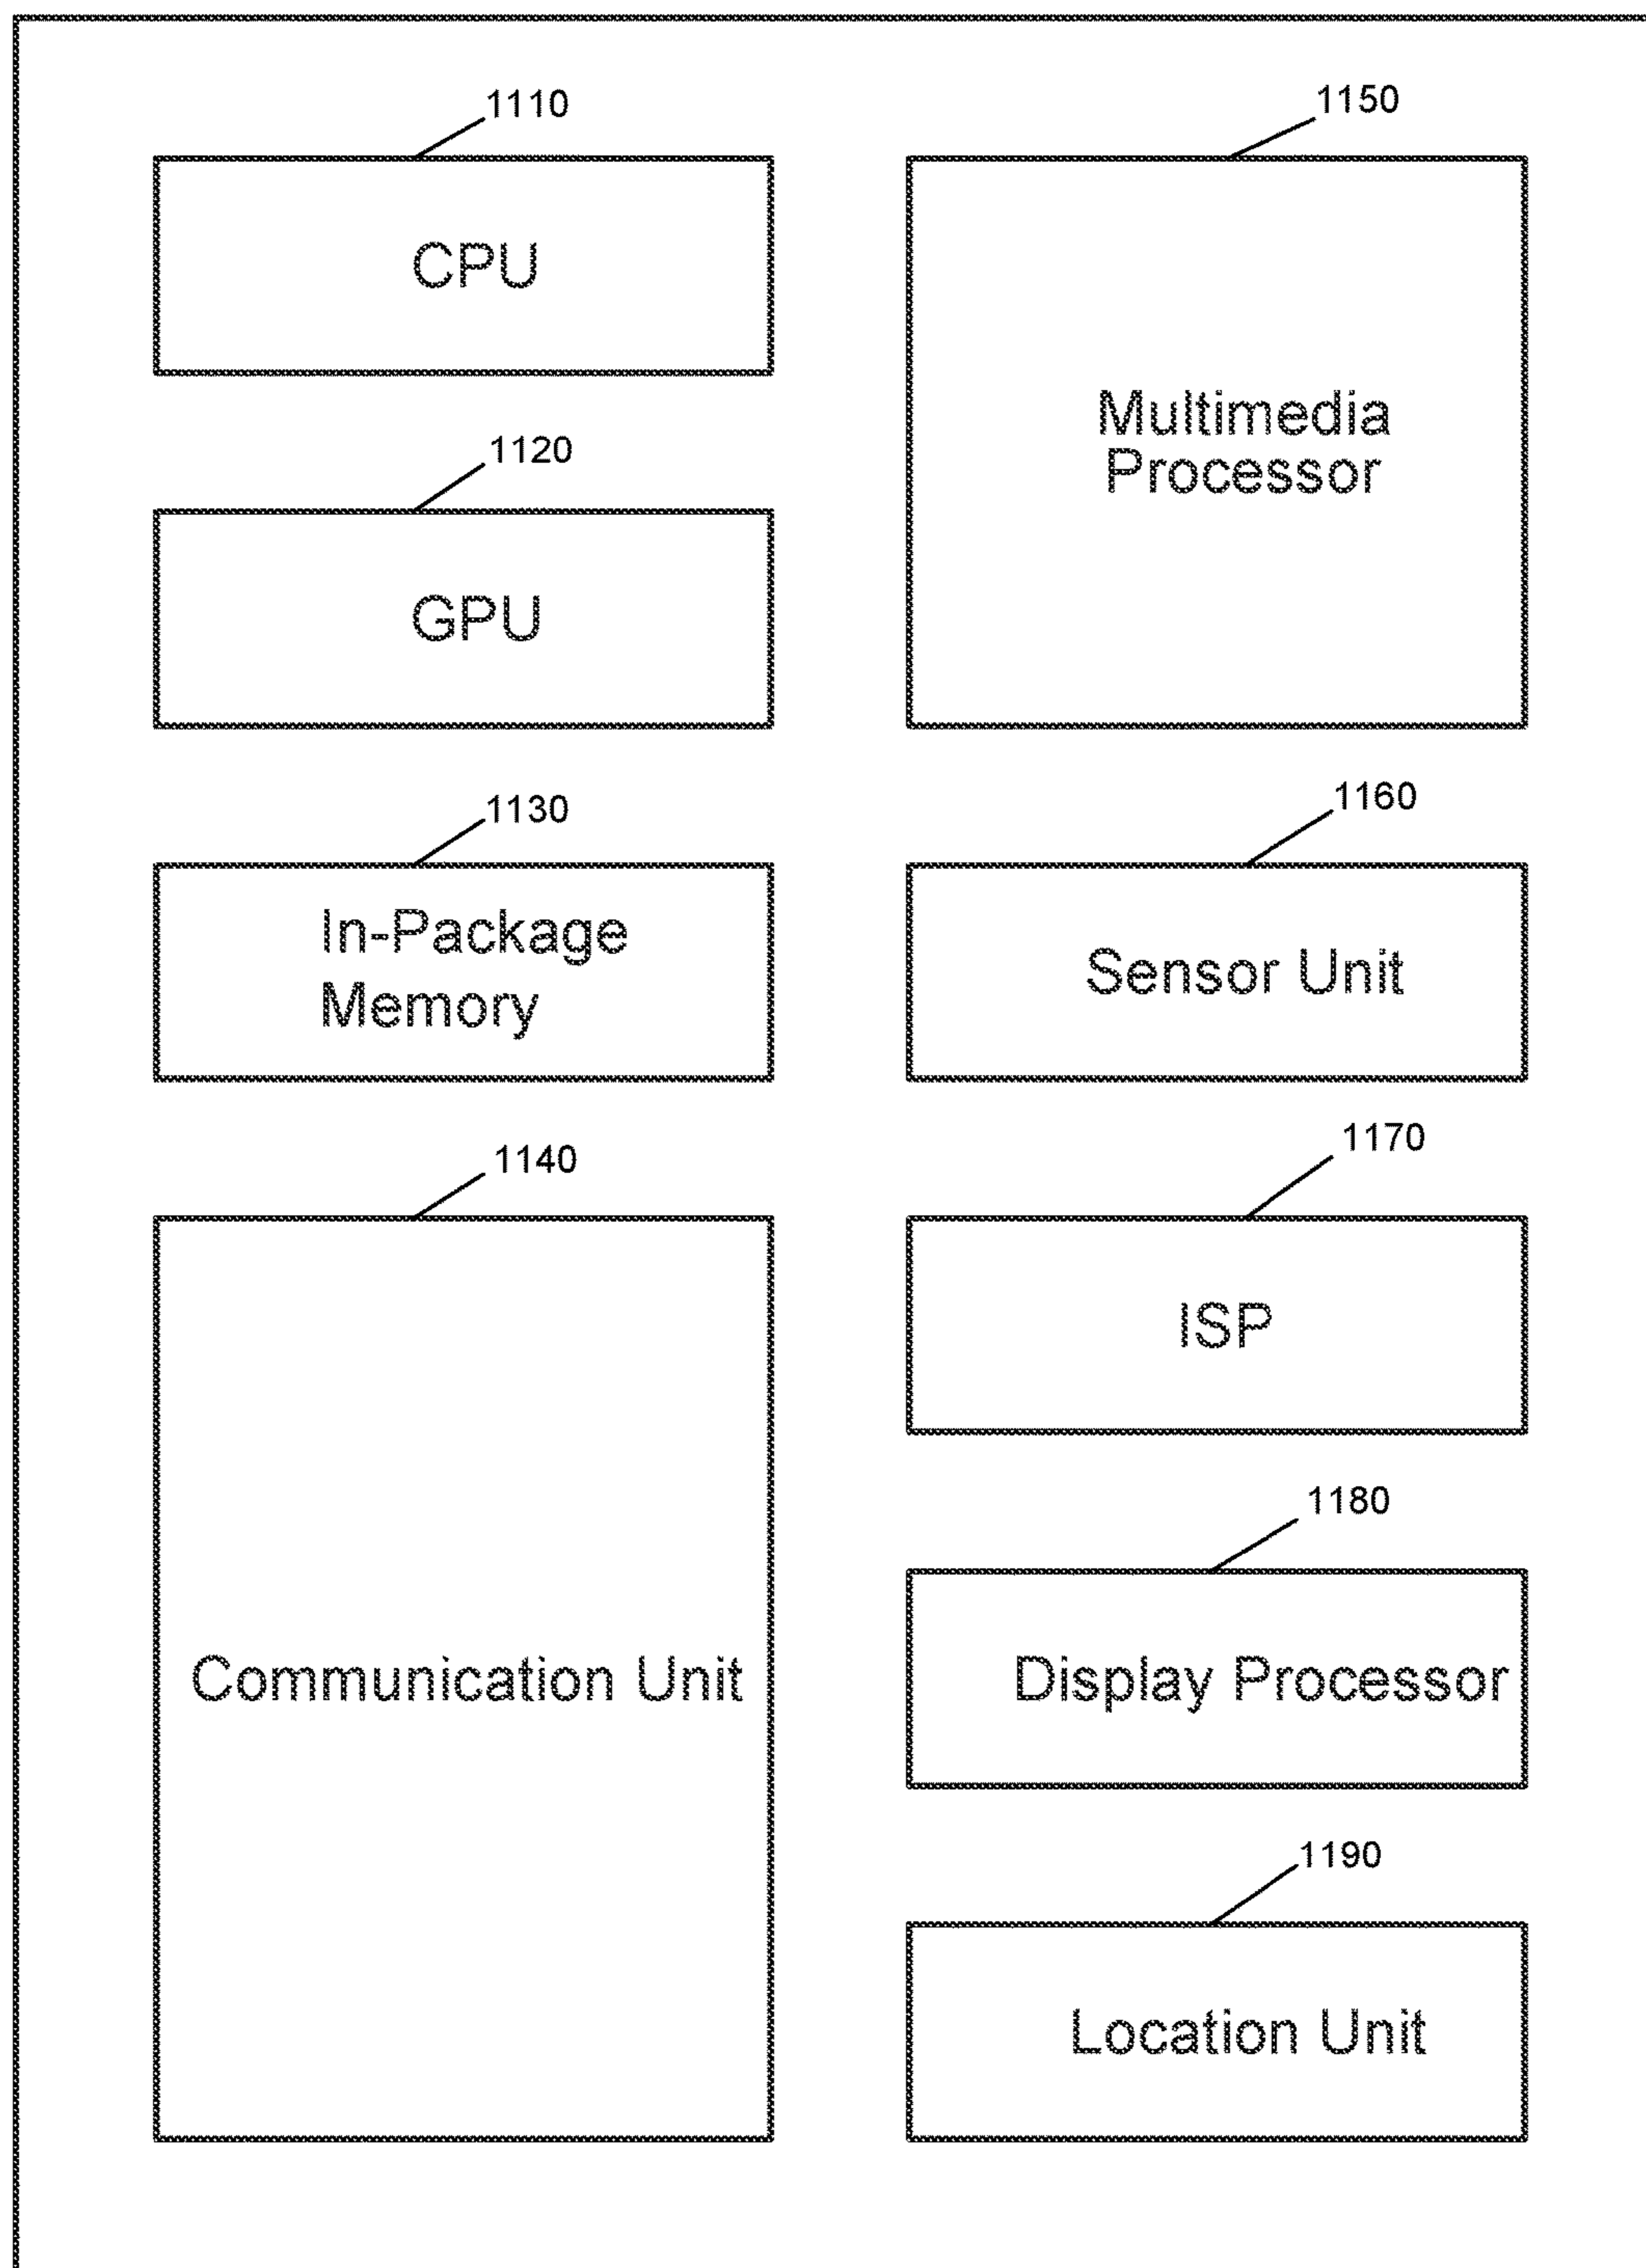 1110
CPU
1120
GPU
1130
In-Package
Memory
1140
Communication Unit
1150
Multimedia
Processor
1160
Sensor Unit
1170
ISP
1180
Display Processor
1190
Location Unit